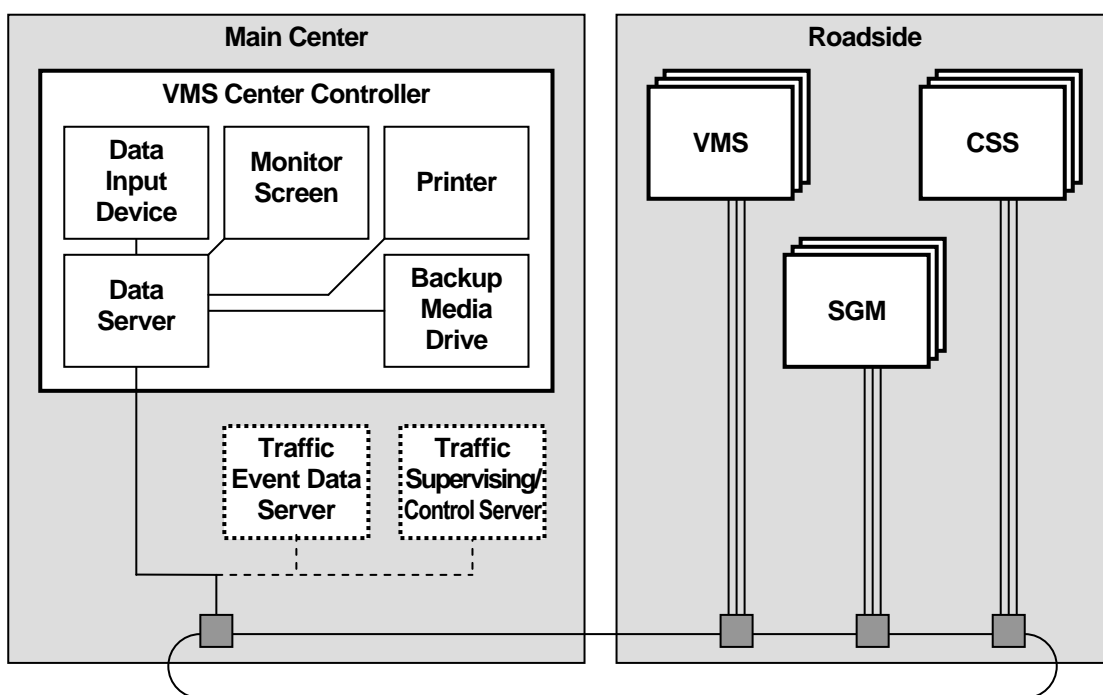 Main Center
VMS Center Controller
Data
Input
Device
Monitor
Screen
Printer
Data
Server
Backup
Media
Drive
Traffic
Event Data
Server
Traffic
Supervising/
Control Server
Roadside
VMS
CSS
SGM